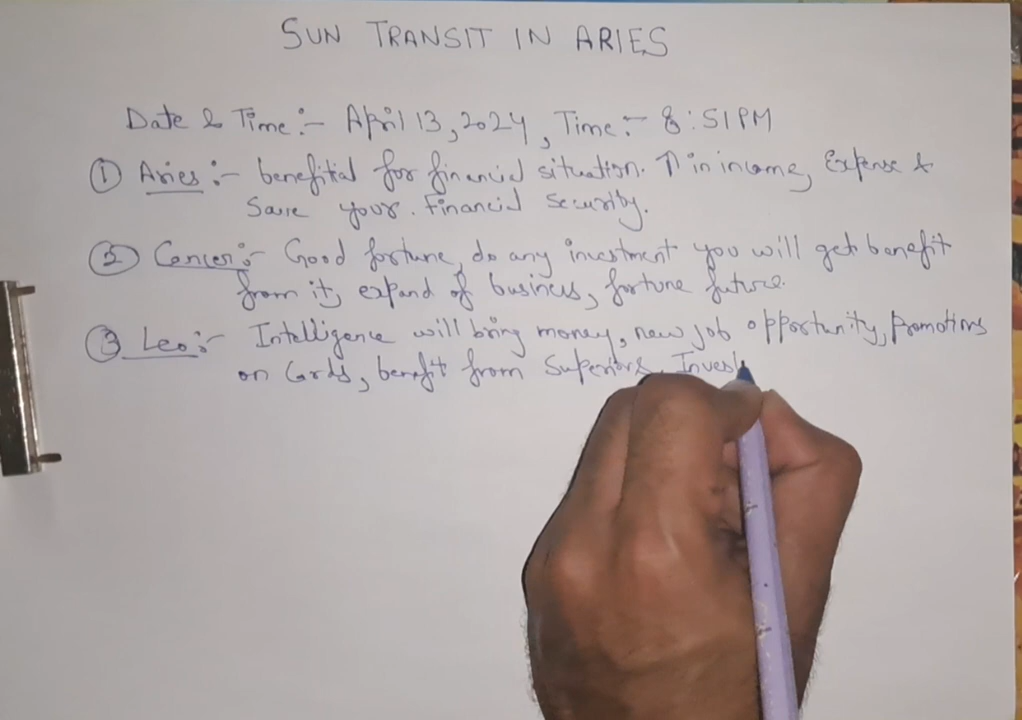 SUN TRANSIT IN ARIES
Date & Time:- April 13, 2024, Time:- 8:51PM
① Aries:- benefitial for financial situation. ↑ in income, Expense &
Save your. Financial Security.
② Cancer:- Good fortune, do any investment you will get benefit
from it, expand of business, fortune future.
③ Leo:- Intelligence will bring money, new job opportunity, promotions
on Cards, benefit from Superiors, Invest